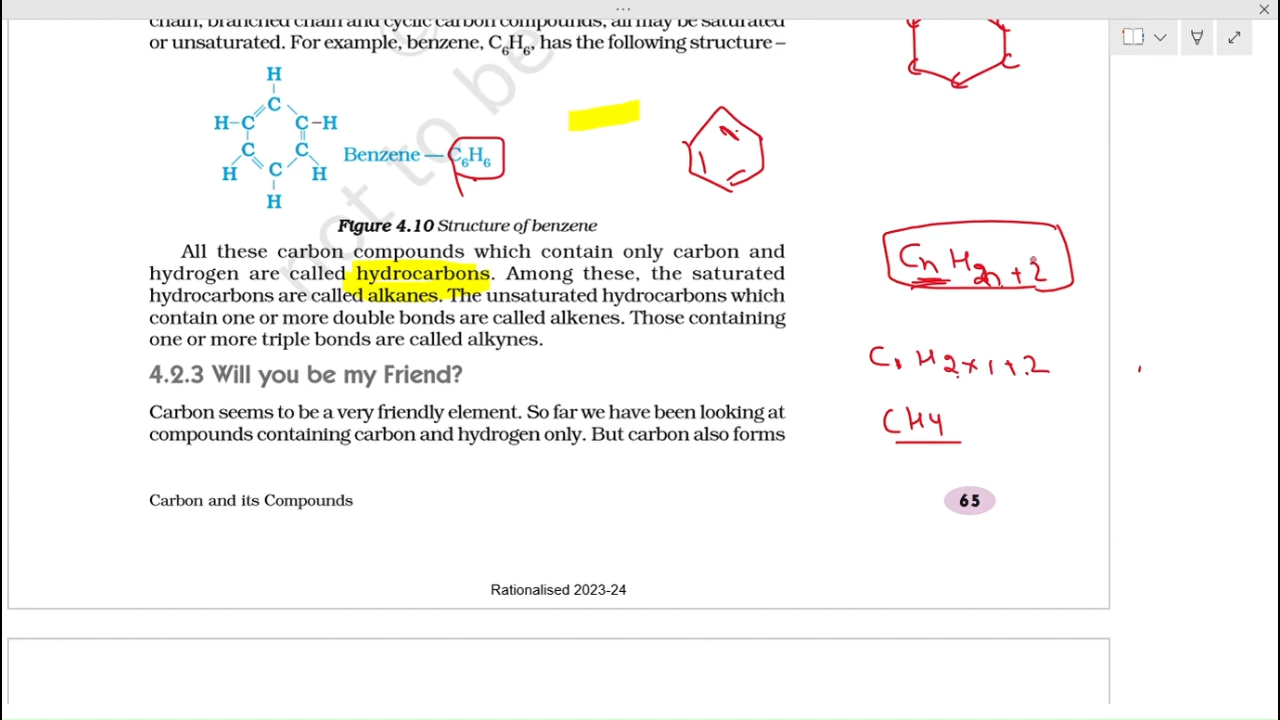 chain, branched chain and cyclic carbon compounds, all may be saturated
or unsaturated. For example, benzene, C₆H₆, has the following structure –
H
C
H–C C–H
C C
H C H
H
Benzene — C₆H₆
Figure 4.10 Structure of benzene
All these carbon compounds which contain only carbon and
hydrogen are called hydrocarbons. Among these, the saturated
hydrocarbons are called alkanes. The unsaturated hydrocarbons which
contain one or more double bonds are called alkenes. Those containing
one or more triple bonds are called alkynes.
4.2.3 Will you be my Friend?
Carbon seems to be a very friendly element. So far we have been looking at
compounds containing carbon and hydrogen only. But carbon also forms
Carbon and its Compounds
65
Rationalised 2023-24
not to be
©
C C C
CnH2n+2
C1H2×1+2
CH4